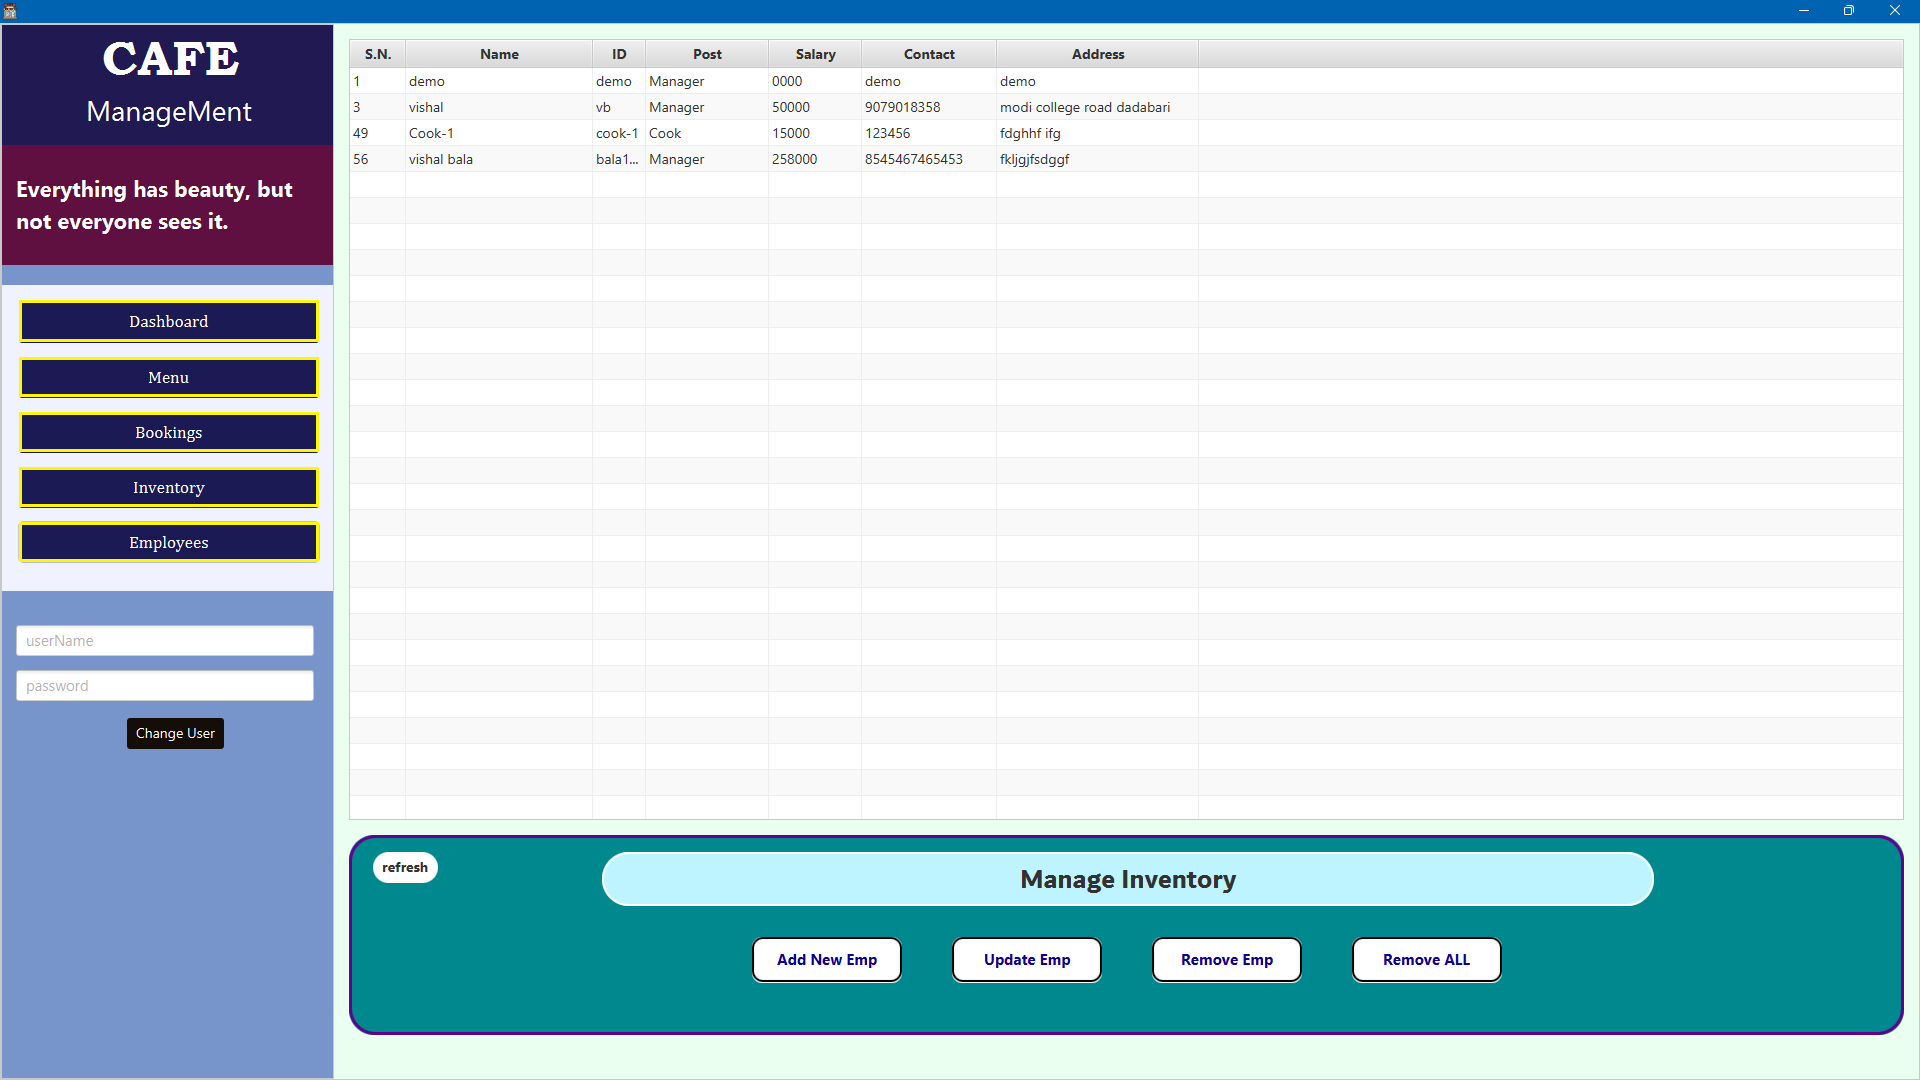 CAFE
ManageMent
Everything has beauty, but
not everyone sees it.
Dashboard
Menu
Bookings
Inventory
Employees
userName
password
Change User
S.N. Name ID Post Salary Contact Address
1 demo demo Manager 0000 demo demo
3 vishal vb Manager 50000 9079018358 modi college road dadabari
49 Cook-1 cook-1 Cook 15000 123456 fdghhf ifg
56 vishal bala bala1... Manager 258000 8545467465453 fkljgjfsdggf
refresh
Manage Inventory
Add New Emp Update Emp Remove Emp Remove ALL